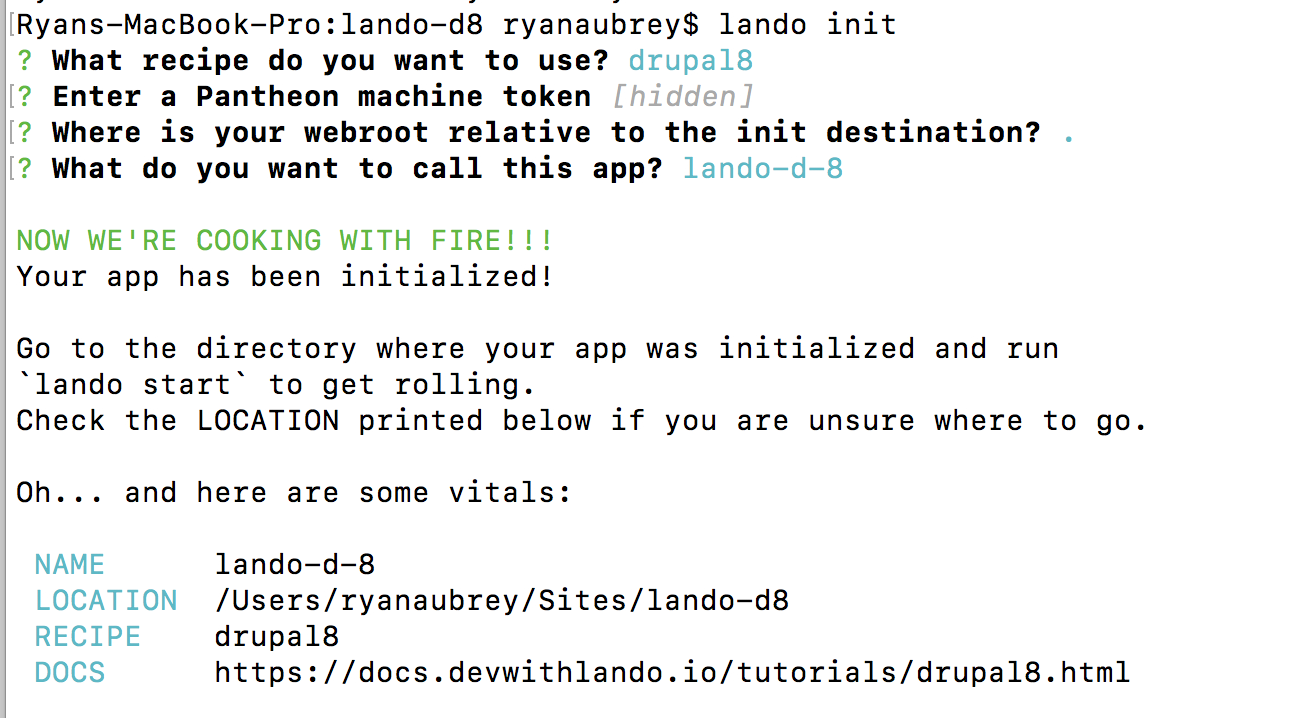 Ryans-MacBook-Pro:lando-d8 ryanaubrey$ lando init
? What recipe do you want to use? drupal8
? Enter a Pantheon machine token [hidden]
? Where is your webroot relative to the init destination? .
? What do you want to call this app? lando-d-8
NOW WE'RE COOKING WITH FIRE!!!
Your app has been initialized!
Go to the directory where your app was initialized and run
`lando start` to get rolling.
Check the LOCATION printed below if you are unsure where to go.
Oh... and here are some vitals:
NAME lando-d-8
LOCATION /Users/ryanaubrey/Sites/lando-d8
RECIPE drupal8
DOCS https://docs.devwithlando.io/tutorials/drupal8.html